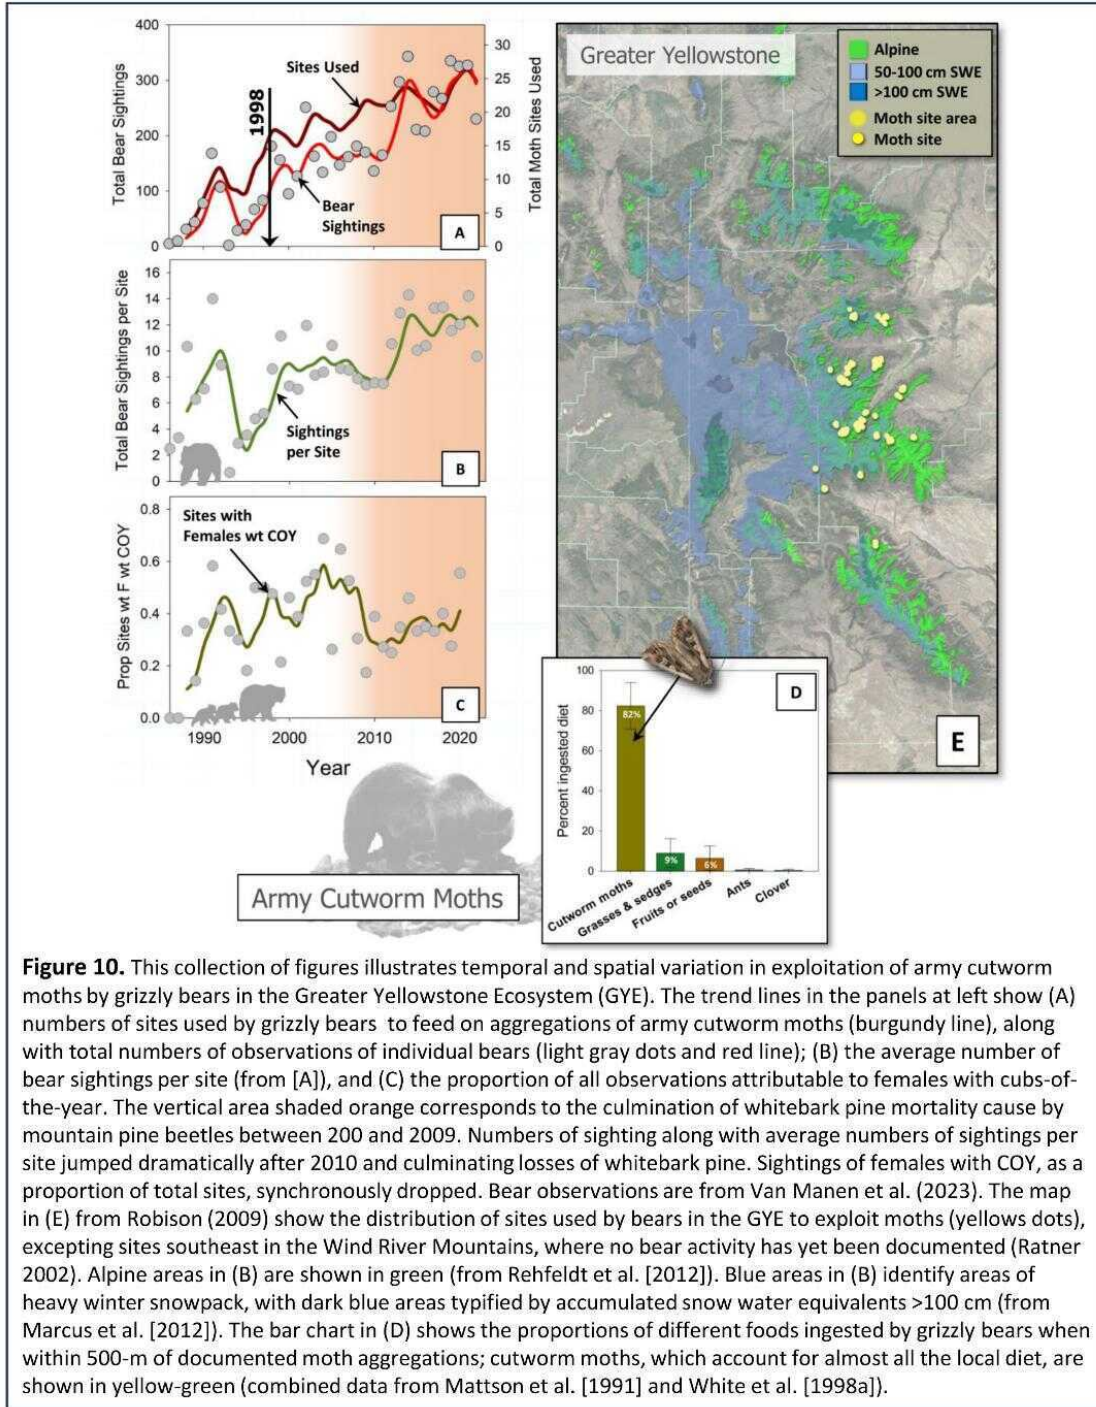 Greater Yellowstone
Alpine
50-100 cm SWE
>100 cm SWE
Moth site area
Moth site
E
Total Bear Sightings
400
300
200
100
0
Sites Used
1998
Bear
Sightings
A
30
25
20
15
10
5
0
Total Moth Sites Used
Total Bear Sightings per Site
16
14
12
10
8
6
4
2
0
Sightings
per Site
B
Prop Sites wt F wt COY
0.8
0.6
0.4
0.2
0.0
Sites with
Females wt COY
C
1990
2000
2010
2020
Year
Army Cutworm Moths
Percent ingested diet
100
80
60
40
20
0
82%
9%
6%
D
Cutworm moths
Grasses & sedges
Fruits or seeds
Ants
Clover
Figure 10. This collection of figures illustrates temporal and spatial variation in exploitation of army cutworm
moths by grizzly bears in the Greater Yellowstone Ecosystem (GYE). The trend lines in the panels at left show (A)
numbers of sites used by grizzly bears to feed on aggregations of army cutworm moths (burgundy line), along
with total numbers of observations of individual bears (light gray dots and red line); (B) the average number of
bear sightings per site (from [A]), and (C) the proportion of all observations attributable to females with cubs-of-
the-year. The vertical area shaded orange corresponds to the culmination of whitebark pine mortality cause by
mountain pine beetles between 200 and 2009. Numbers of sighting along with average numbers of sightings per
site jumped dramatically after 2010 and culminating losses of whitebark pine. Sightings of females with COY, as a
proportion of total sites, synchronously dropped. Bear observations are from Van Manen et al. (2023). The map
in (E) from Robison (2009) show the distribution of sites used by bears in the GYE to exploit moths (yellows dots),
excepting sites southeast in the Wind River Mountains, where no bear activity has yet been documented (Ratner
2002). Alpine areas in (B) are shown in green (from Rehfeldt et al. [2012]). Blue areas in (B) identify areas of
heavy winter snowpack, with dark blue areas typified by accumulated snow water equivalents >100 cm (from
Marcus et al. [2012]). The bar chart in (D) shows the proportions of different foods ingested by grizzly bears when
within 500-m of documented moth aggregations; cutworm moths, which account for almost all the local diet, are
shown in yellow-green (combined data from Mattson et al. [1991] and White et al. [1998a]).